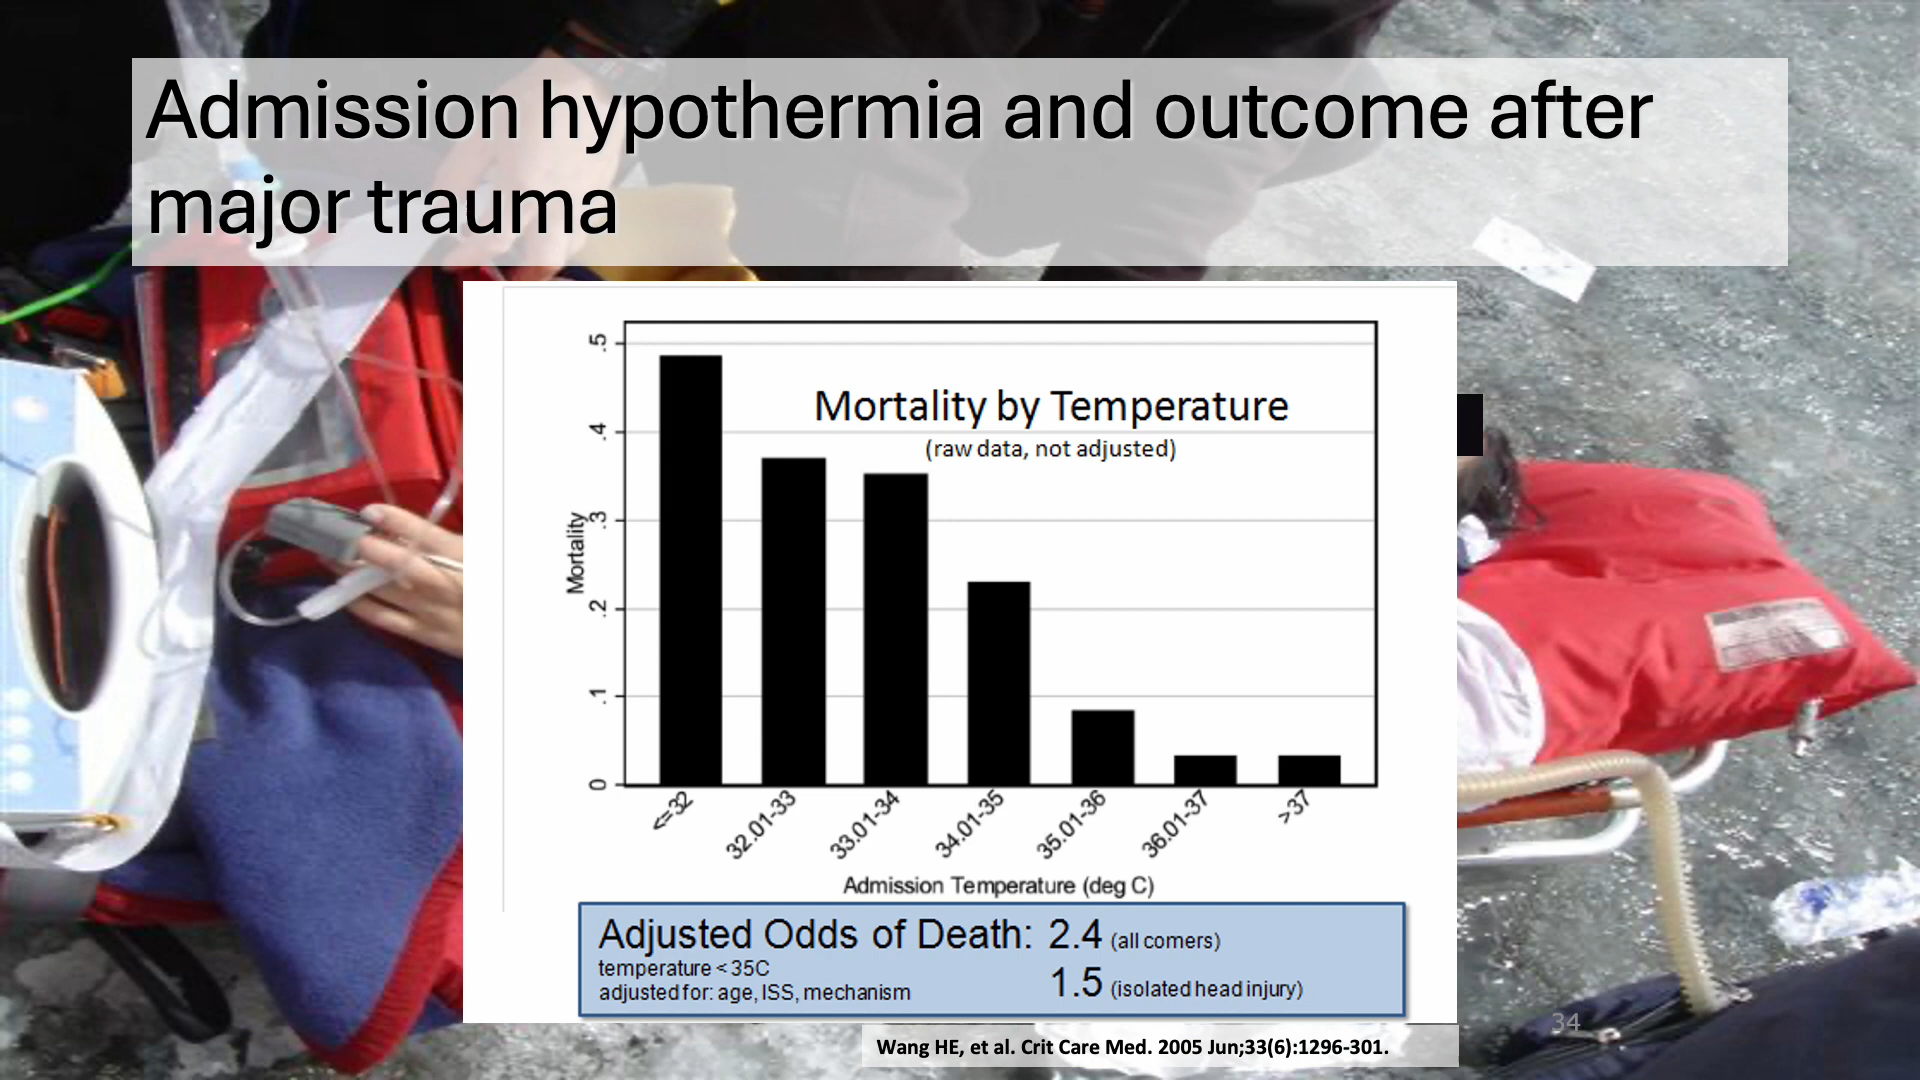 Admission hypothermia and outcome after
major trauma
Mortality by Temperature
(raw data, not adjusted)
Mortality
.5
.4
.3
.2
.1
0
<=32
32.01-33
33.01-34
34.01-35
35.01-36
36.01-37
>37
Admission Temperature (deg C)
Adjusted Odds of Death: 2.4 (all comers)
temperature < 35C
adjusted for: age, ISS, mechanism
1.5 (isolated head injury)
34
Wang HE, et al. Crit Care Med. 2005 Jun;33(6):1296-301.